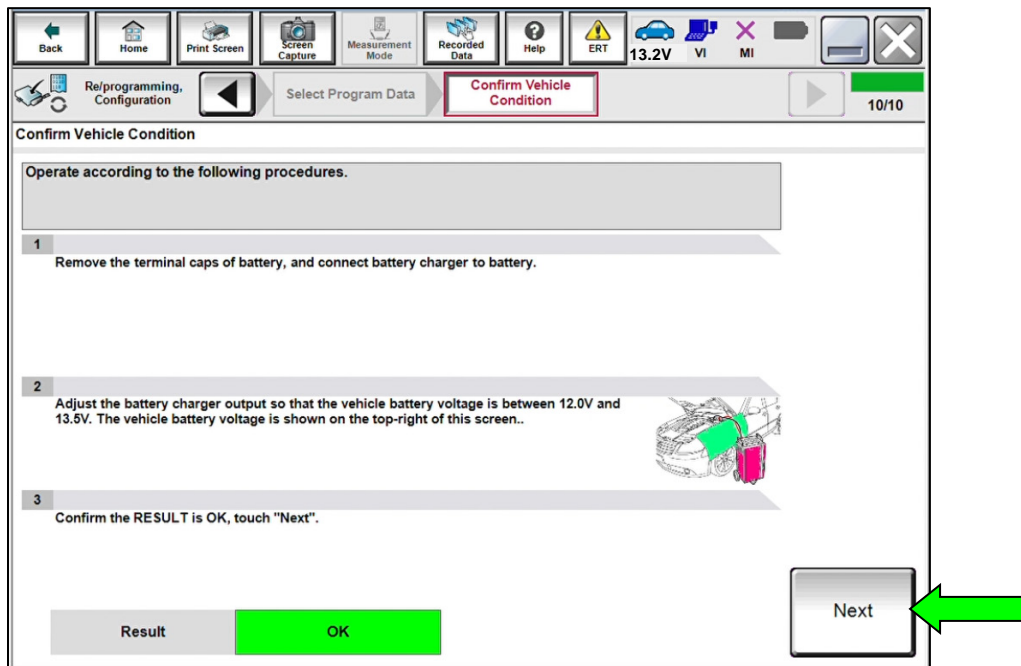 Back
Home
Print Screen
Screen
Capture
Measurement
Mode
Recorded
Data
Help
ERT
13.2V
VI
MI
Re/programming,
Configuration
Select Program Data
Confirm Vehicle
Condition
10/10
Confirm Vehicle Condition
Operate according to the following procedures.
1
Remove the terminal caps of battery, and connect battery charger to battery.
2
Adjust the battery charger output so that the vehicle battery voltage is between 12.0V and
13.5V. The vehicle battery voltage is shown on the top-right of this screen..
3
Confirm the RESULT is OK, touch "Next".
Next
Result
OK